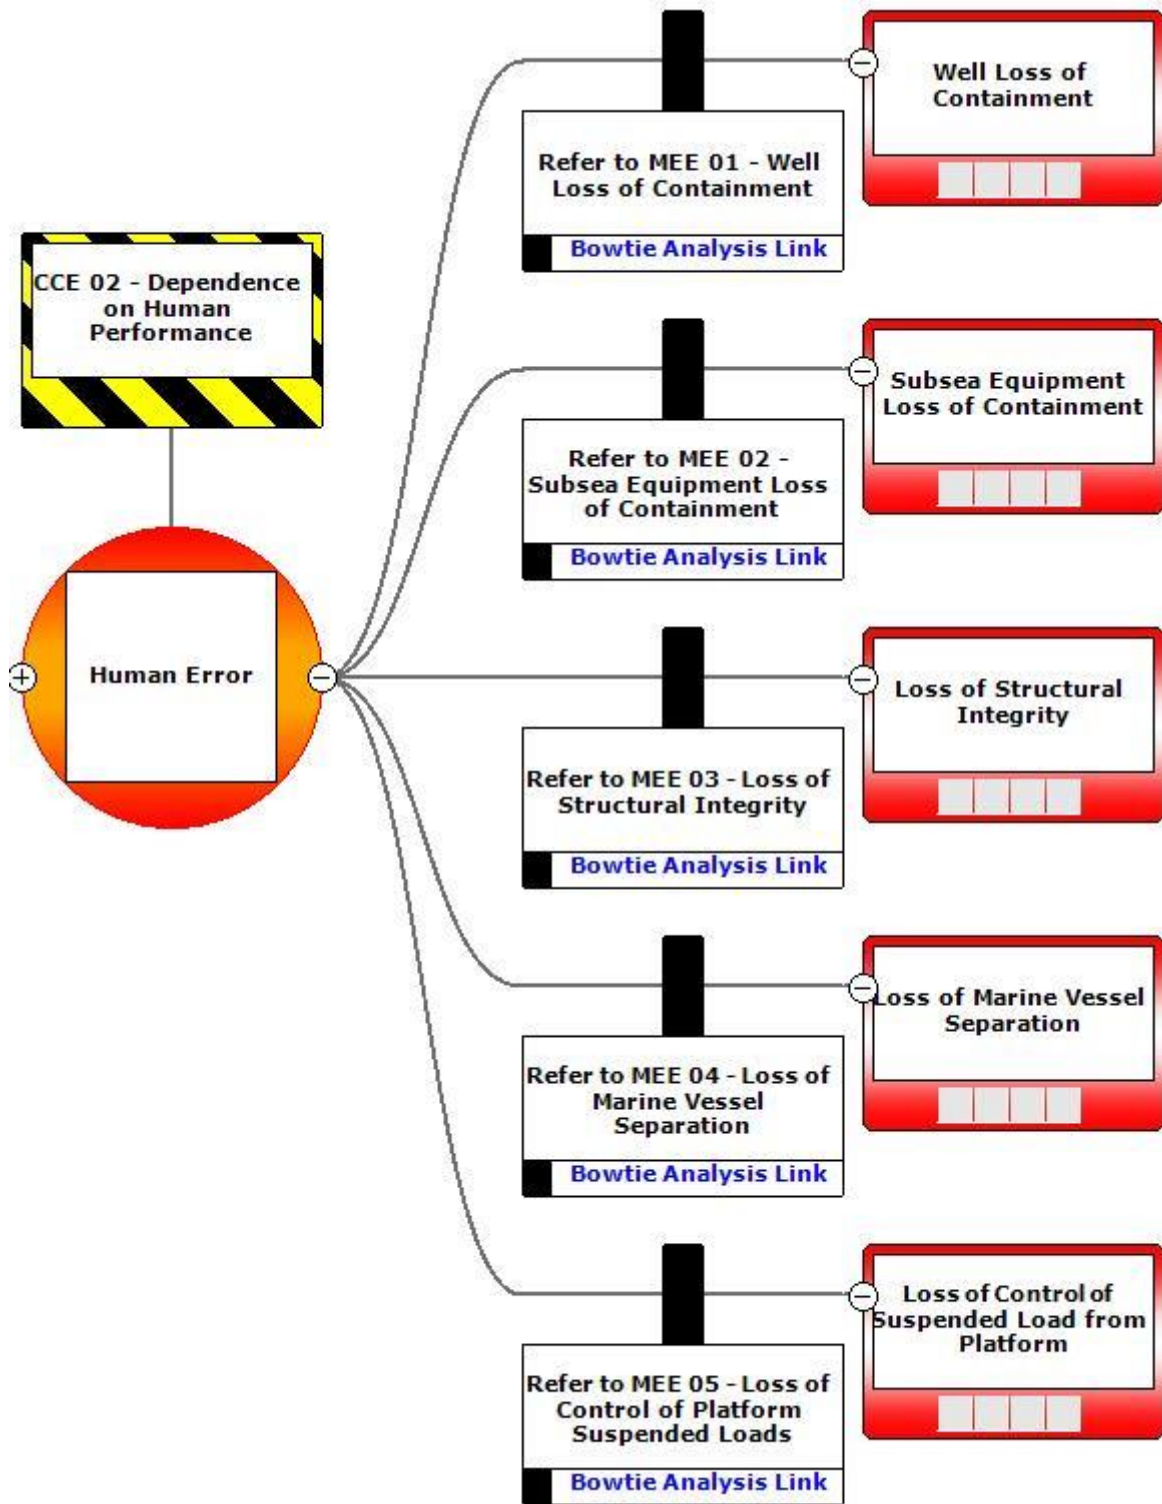 Well Loss of
Containment
Refer to MEE 01 - Well
Loss of Containment
Bowtie Analysis Link
CCE 02 - Dependence
on Human
Performance
Subsea Equipment
Loss of Containment
Refer to MEE 02 -
Subsea Equipment Loss
of Containment
Bowtie Analysis Link
Human Error
Loss of Structural
Integrity
Refer to MEE 03 - Loss of
Structural Integrity
Bowtie Analysis Link
Loss of Marine Vessel
Separation
Refer to MEE 04 - Loss of
Marine Vessel
Separation
Bowtie Analysis Link
Loss of Control of
Suspended Load from
Platform
Refer to MEE 05 - Loss of
Control of Platform
Suspended Loads
Bowtie Analysis Link